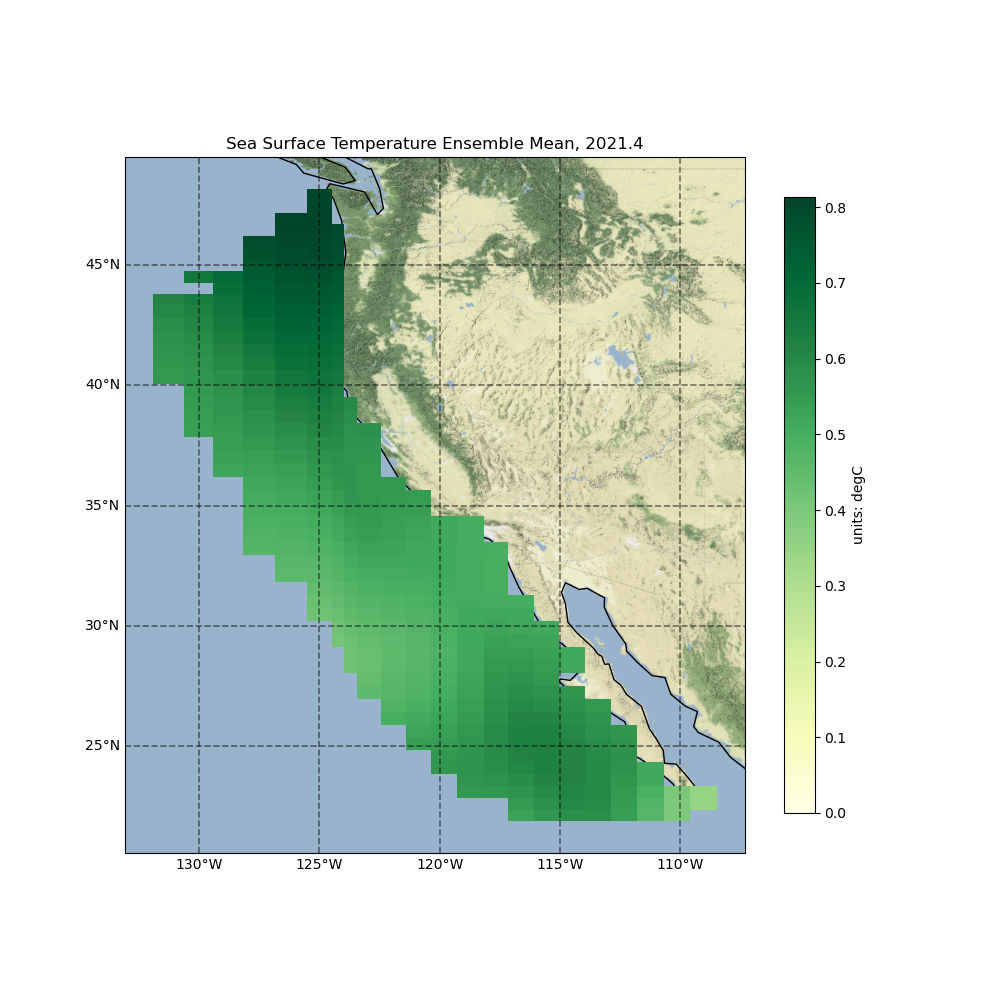 Sea Surface Temperature Ensemble Mean, 2021.4
45°N
40°N
35°N
30°N
25°N
130°W
125°W
120°W
115°W
110°W
0.8
0.7
0.6
0.5
0.4
0.3
0.2
0.1
0.0
units: degC